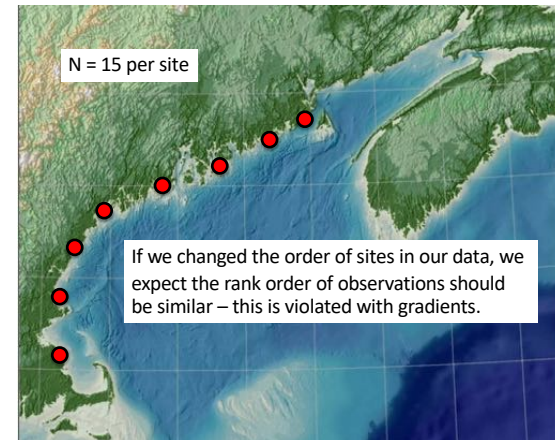 N = 15 per site
If we changed the order of sites in our data, we
expect the rank order of observations should
be similar – this is violated with gradients.